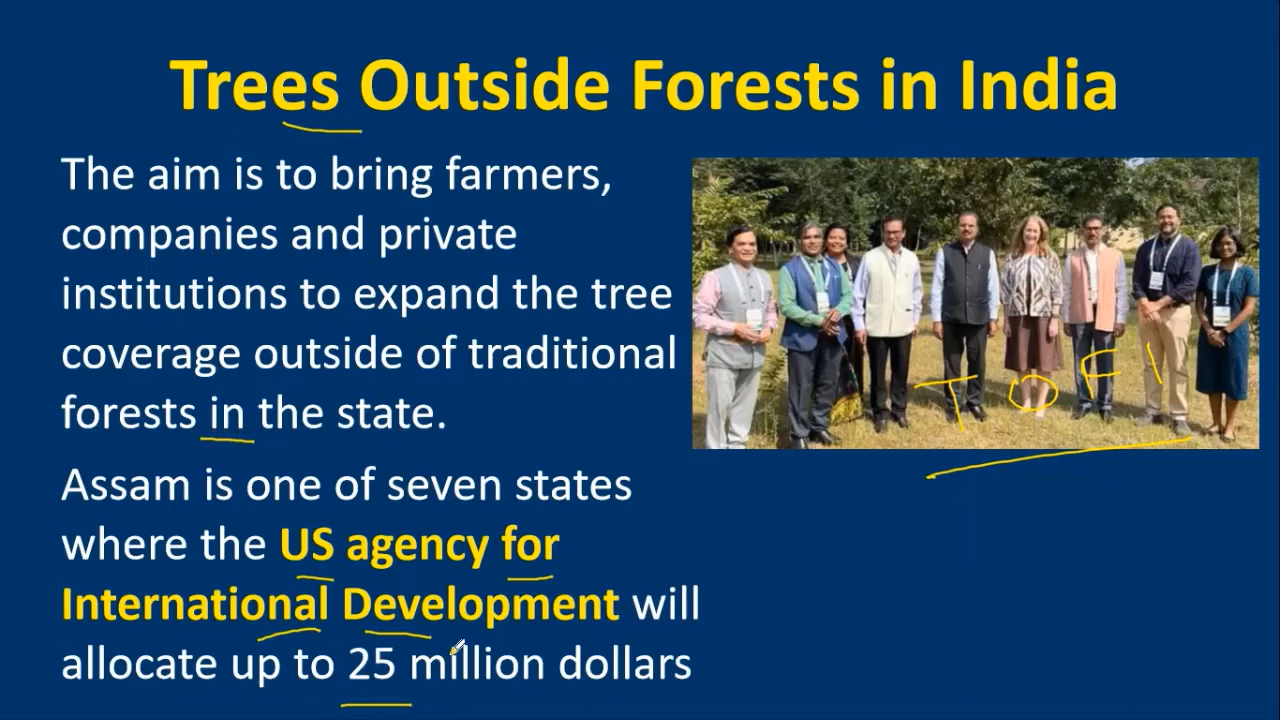 Trees Outside Forests in India
The aim is to bring farmers,
companies and private
institutions to expand the tree
coverage outside of traditional
forests in the state.
Assam is one of seven states
where the US agency for
International Development will
allocate up to 25 million dollars
TOFI